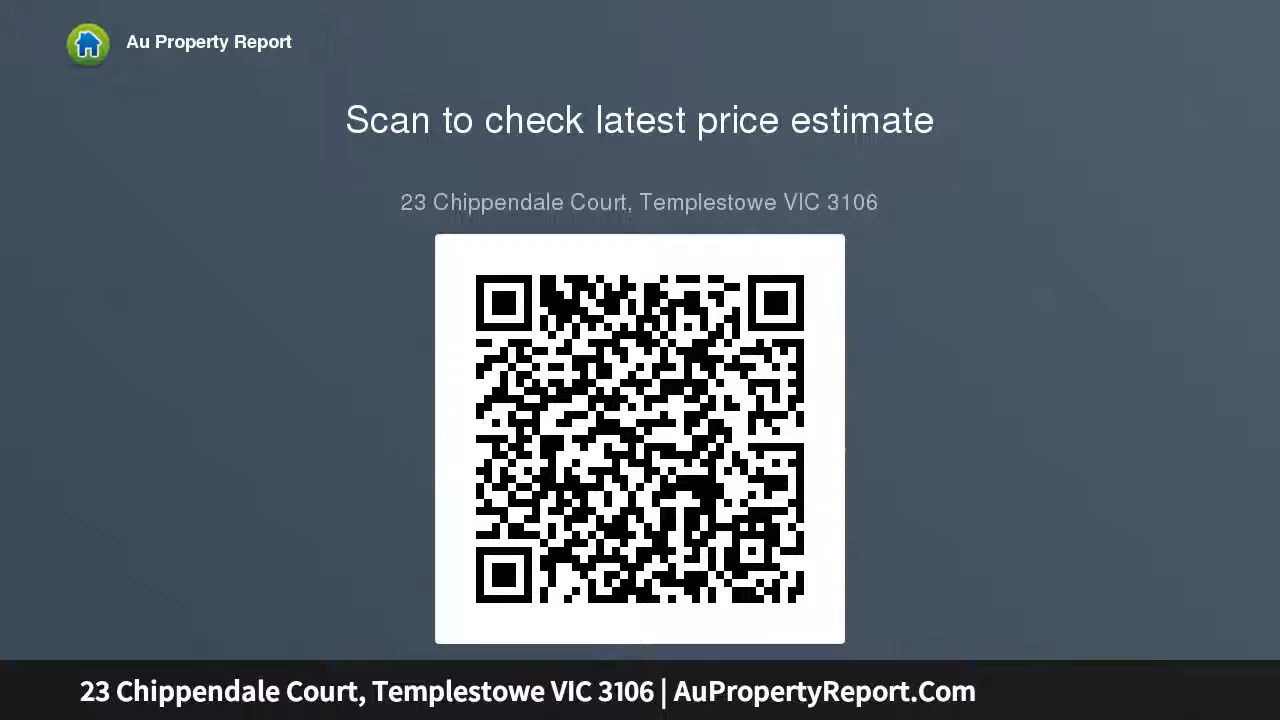 Au Property Report
Scan to check latest price estimate
23 Chippendale Court, Templestowe VIC 3106
23 Chippendale Court, Templestowe VIC 3106 | AuPropertyReport.Com